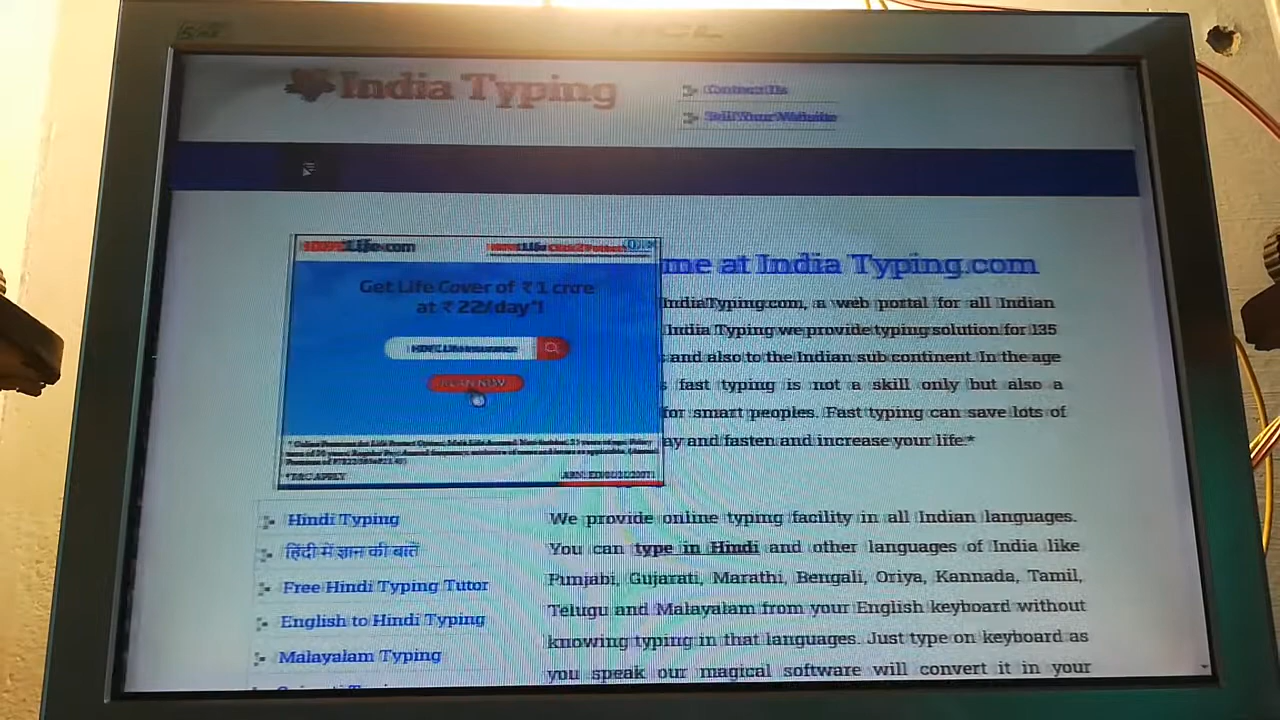 India Typing
Contact Us
Sell Your Website
Life.com
Get Life Cover of ₹ 1 crore
at ₹ 22/day*!
HDFC Life Insurance
*T&C APPLY
me at India Typing.com
IndiaTyping.com, a web portal for all Indian
India Typing we provide typing solution for 135
and also to the Indian sub continent. In the age
fast typing is not a skill only but also a
for smart peoples. Fast typing can save lots of
ay and fasten and increase your life.*
Hindi Typing
हिंदी में ज्ञान की बातें
Free Hindi Typing Tutor
English to Hindi Typing
Malayalam Typing
We provide online typing facility in all Indian languages.
You can type in Hindi and other languages of India like
Punjabi, Gujarati, Marathi, Bengali, Oriya, Kannada, Tamil,
Telugu and Malayalam from your English keyboard without
knowing typing in that languages. Just type on keyboard as
you speak our magical software will convert it in your